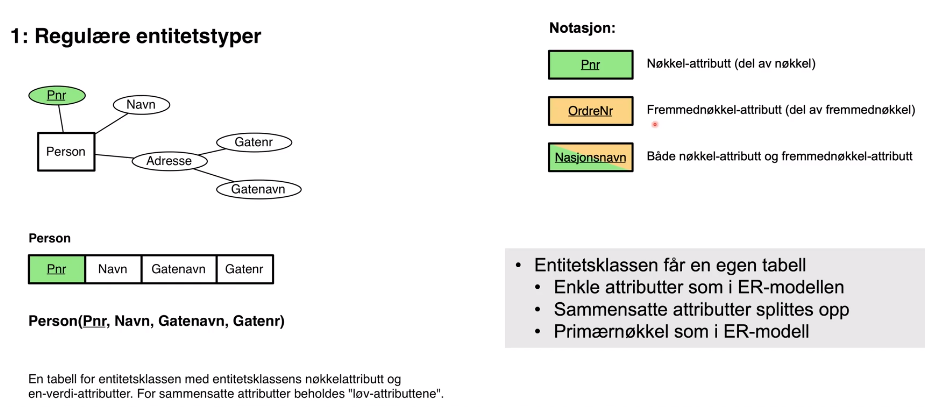 1: Regulære entitetstyper
Pnr
Navn
Person
Adresse
Gatenr
Gatenavn
Person
Pnr Navn Gatenavn Gatenr
Person(Pnr, Navn, Gatenavn, Gatenr)
En tabell for entitetsklassen med entitetsklassens nøkkelattributt og
en-verdi-attributter. For sammensatte attributter beholdes "løv-attributtene".
Notasjon:
Pnr Nøkkel-attributt (del av nøkkel)
OrdreNr Fremmednøkkel-attributt (del av fremmednøkkel)
Nasjonsnavn Både nøkkel-attributt og fremmednøkkel-attributt
• Entitetsklassen får en egen tabell
• Enkle attributter som i ER-modellen
• Sammensatte attributter splittes opp
• Primærnøkkel som i ER-modell